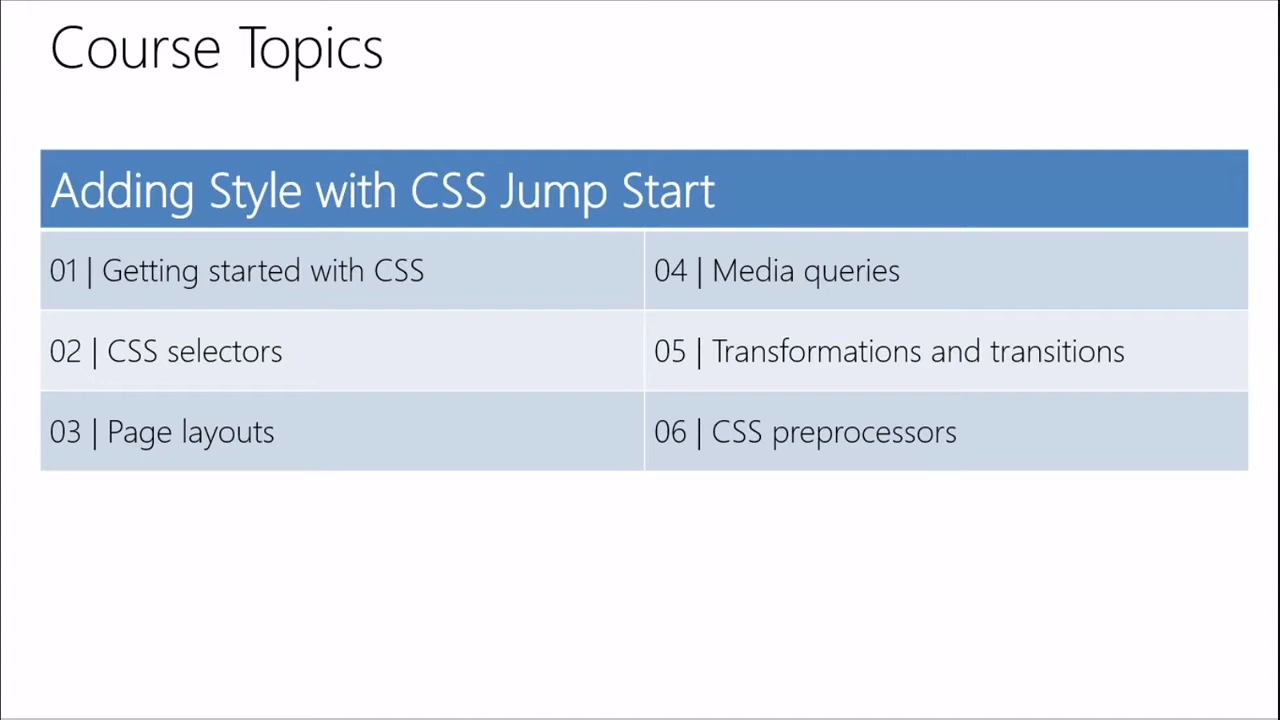 Course Topics
Adding Style with CSS Jump Start
01 | Getting started with CSS
04 | Media queries
02 | CSS selectors
05 | Transformations and transitions
03 | Page layouts
06 | CSS preprocessors